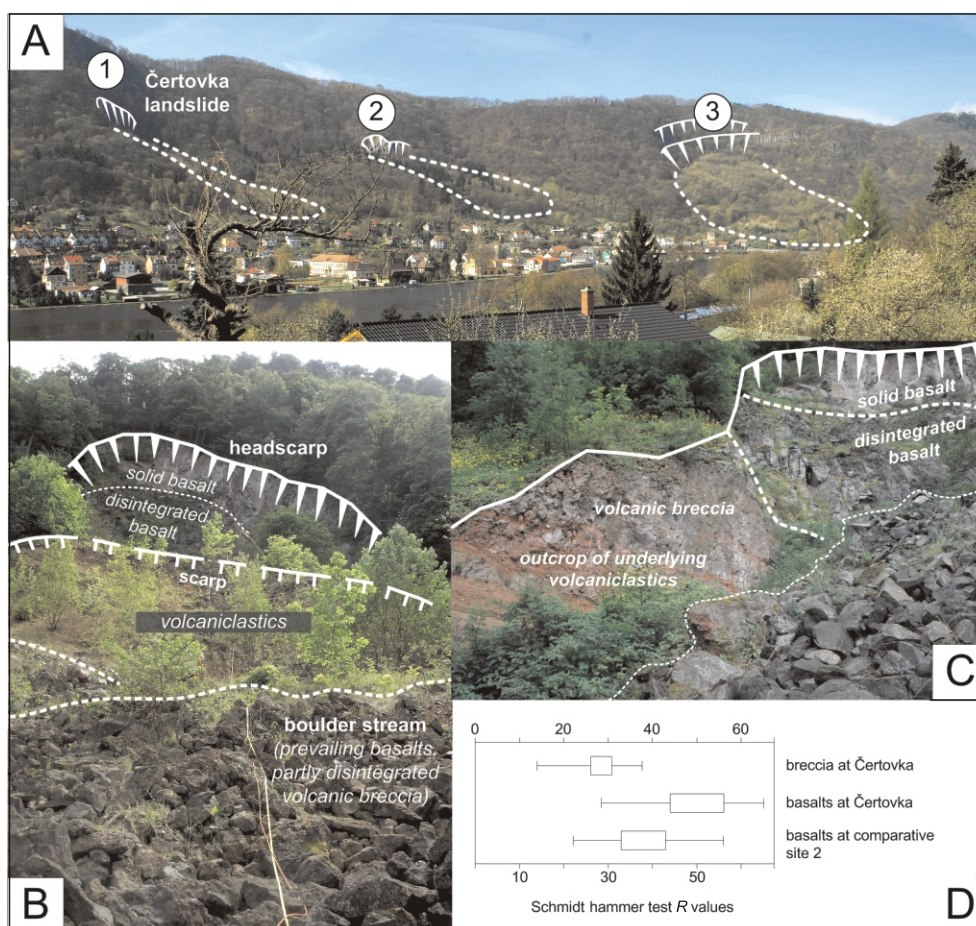 A
1
Čertovka
landslide
2
3
B
headscarp
solid basalt
disintegrated
basalt
scarp
volcaniclastics
boulder stream
(prevailing basalts,
partly disintegrated
volcanic breccia)
C
solid basalt
disintegrated
basalt
volcanic breccia
outcrop of underlying
volcaniclastics
D
0 20 40 60
breccia at Čertovka
basalts at Čertovka
basalts at comparative
site 2
10 30 50
Schmidt hammer test R values